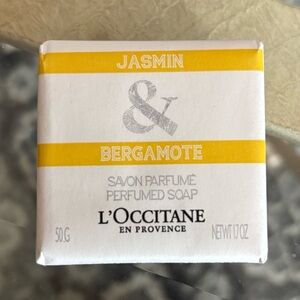 JASMIN
&
BERGAMOTE
SAVON PARFUMÉ
PERFUMED SOAP
L'OCCITANE
EN PROVENCE
50 G NET WT 1.7 OZ